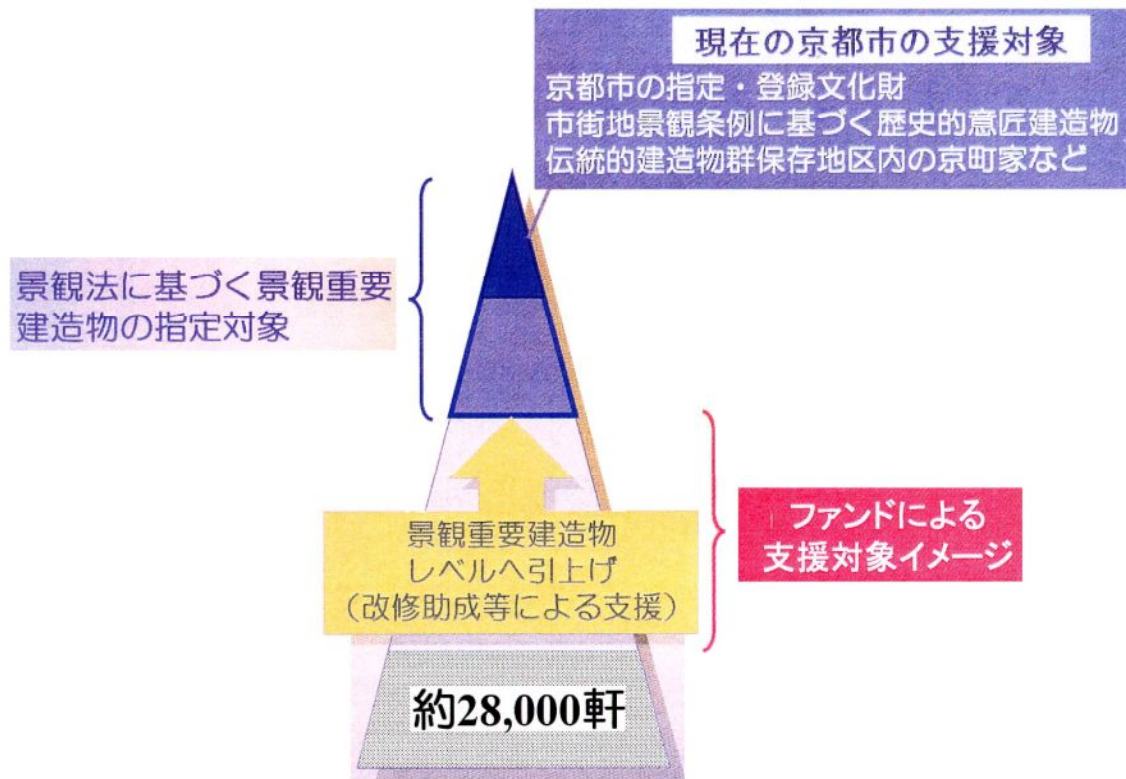 現在の京都市の支援対象
京都市の指定・登録文化財
市街地景観条例に基づく歴史的意匠建造物
伝統的建造物群保存地区内の京町家など
景観法に基づく景観重要
建造物の指定対象
景観重要建造物
レベルへ引上げ
（改修助成等による支援）
ファンドによる
支援対象イメージ
約28,000軒